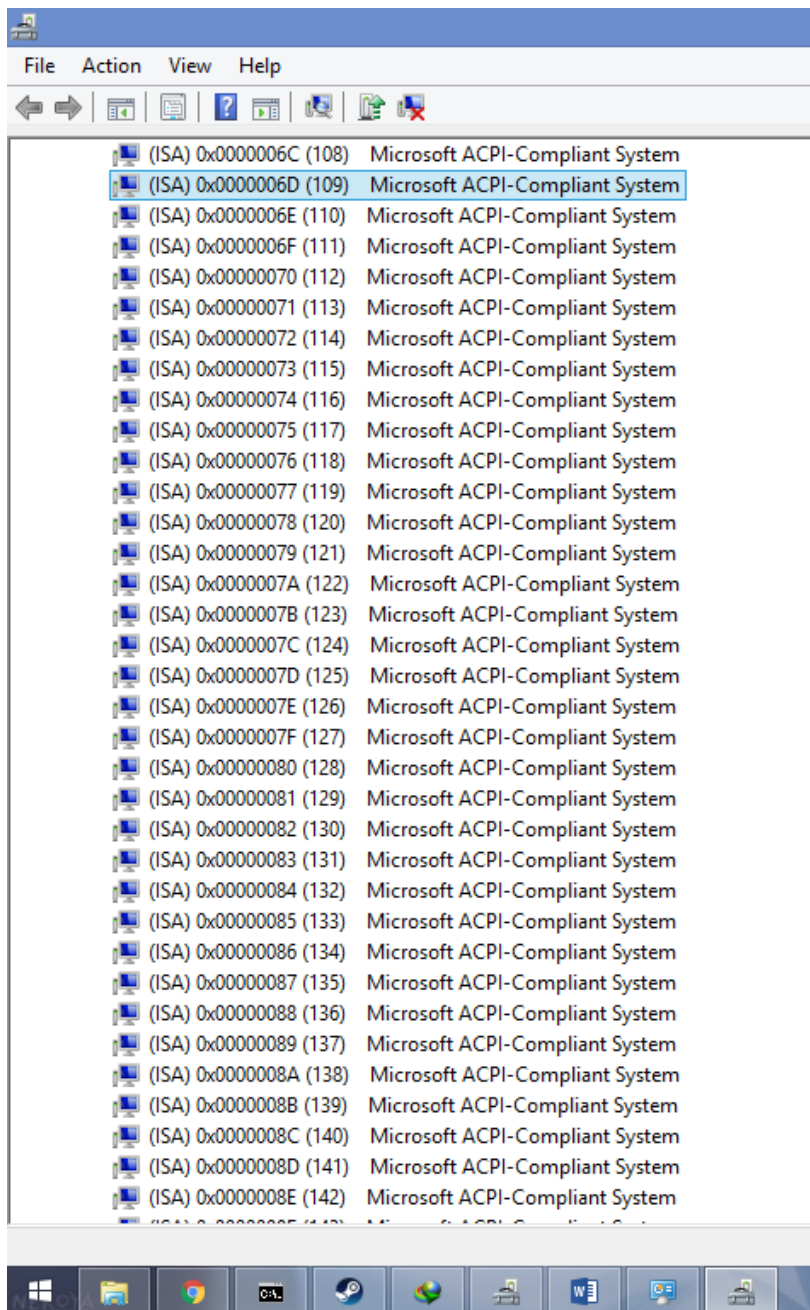 File Action View Help
(ISA) 0x0000006C (108) Microsoft ACPI-Compliant System
(ISA) 0x0000006D (109) Microsoft ACPI-Compliant System
(ISA) 0x0000006E (110) Microsoft ACPI-Compliant System
(ISA) 0x0000006F (111) Microsoft ACPI-Compliant System
(ISA) 0x00000070 (112) Microsoft ACPI-Compliant System
(ISA) 0x00000071 (113) Microsoft ACPI-Compliant System
(ISA) 0x00000072 (114) Microsoft ACPI-Compliant System
(ISA) 0x00000073 (115) Microsoft ACPI-Compliant System
(ISA) 0x00000074 (116) Microsoft ACPI-Compliant System
(ISA) 0x00000075 (117) Microsoft ACPI-Compliant System
(ISA) 0x00000076 (118) Microsoft ACPI-Compliant System
(ISA) 0x00000077 (119) Microsoft ACPI-Compliant System
(ISA) 0x00000078 (120) Microsoft ACPI-Compliant System
(ISA) 0x00000079 (121) Microsoft ACPI-Compliant System
(ISA) 0x0000007A (122) Microsoft ACPI-Compliant System
(ISA) 0x0000007B (123) Microsoft ACPI-Compliant System
(ISA) 0x0000007C (124) Microsoft ACPI-Compliant System
(ISA) 0x0000007D (125) Microsoft ACPI-Compliant System
(ISA) 0x0000007E (126) Microsoft ACPI-Compliant System
(ISA) 0x0000007F (127) Microsoft ACPI-Compliant System
(ISA) 0x00000080 (128) Microsoft ACPI-Compliant System
(ISA) 0x00000081 (129) Microsoft ACPI-Compliant System
(ISA) 0x00000082 (130) Microsoft ACPI-Compliant System
(ISA) 0x00000083 (131) Microsoft ACPI-Compliant System
(ISA) 0x00000084 (132) Microsoft ACPI-Compliant System
(ISA) 0x00000085 (133) Microsoft ACPI-Compliant System
(ISA) 0x00000086 (134) Microsoft ACPI-Compliant System
(ISA) 0x00000087 (135) Microsoft ACPI-Compliant System
(ISA) 0x00000088 (136) Microsoft ACPI-Compliant System
(ISA) 0x00000089 (137) Microsoft ACPI-Compliant System
(ISA) 0x0000008A (138) Microsoft ACPI-Compliant System
(ISA) 0x0000008B (139) Microsoft ACPI-Compliant System
(ISA) 0x0000008C (140) Microsoft ACPI-Compliant System
(ISA) 0x0000008D (141) Microsoft ACPI-Compliant System
(ISA) 0x0000008E (142) Microsoft ACPI-Compliant System